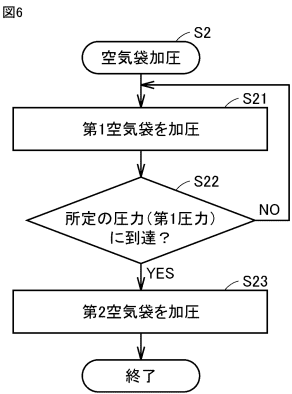 図6
S2
空気袋加圧
S21
第1空気袋を加圧
S22
所定の圧力(第1圧力)
に到達?
NO
YES
S23
第2空気袋を加圧
終了